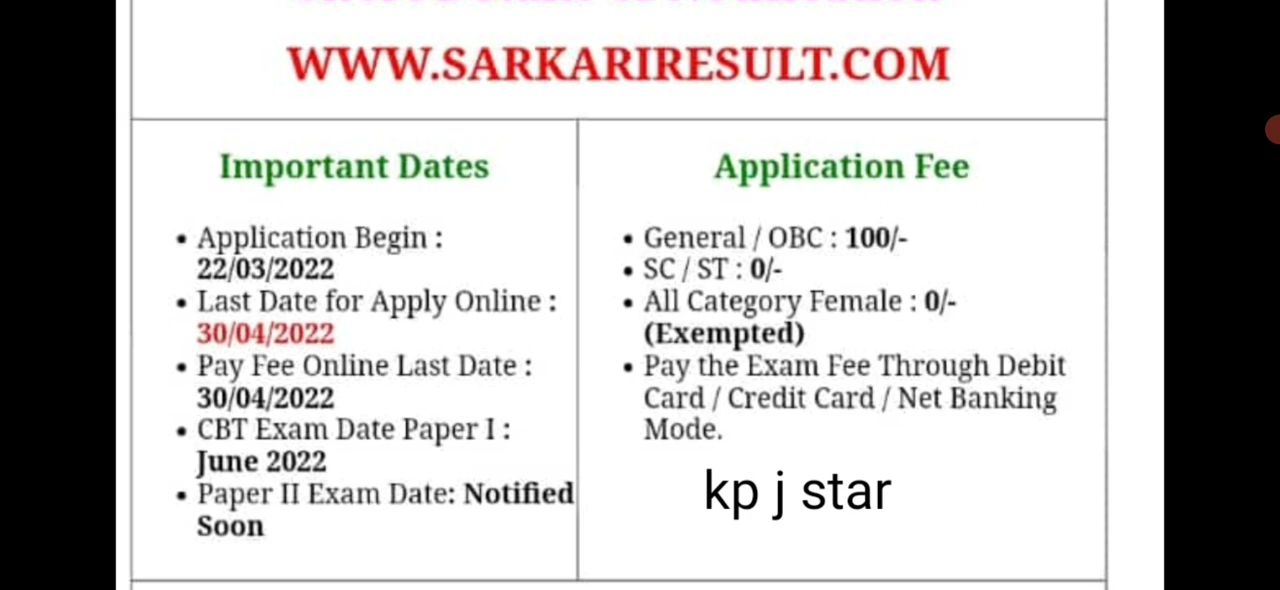 WWW.SARKARIRESULT.COM
Important Dates
• Application Begin :
22/03/2022
• Last Date for Apply Online :
30/04/2022
• Pay Fee Online Last Date :
30/04/2022
• CBT Exam Date Paper I :
June 2022
• Paper II Exam Date: Notified
Soon
Application Fee
• General / OBC : 100/-
• SC / ST : 0/-
• All Category Female : 0/-
(Exempted)
• Pay the Exam Fee Through Debit
Card / Credit Card / Net Banking
Mode.
kp j star